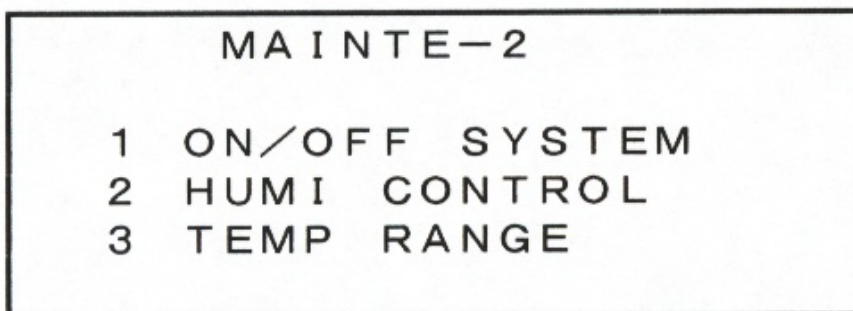 MAINTE−2
1 ON/OFF SYSTEM
2 HUMI CONTROL
3 TEMP RANGE